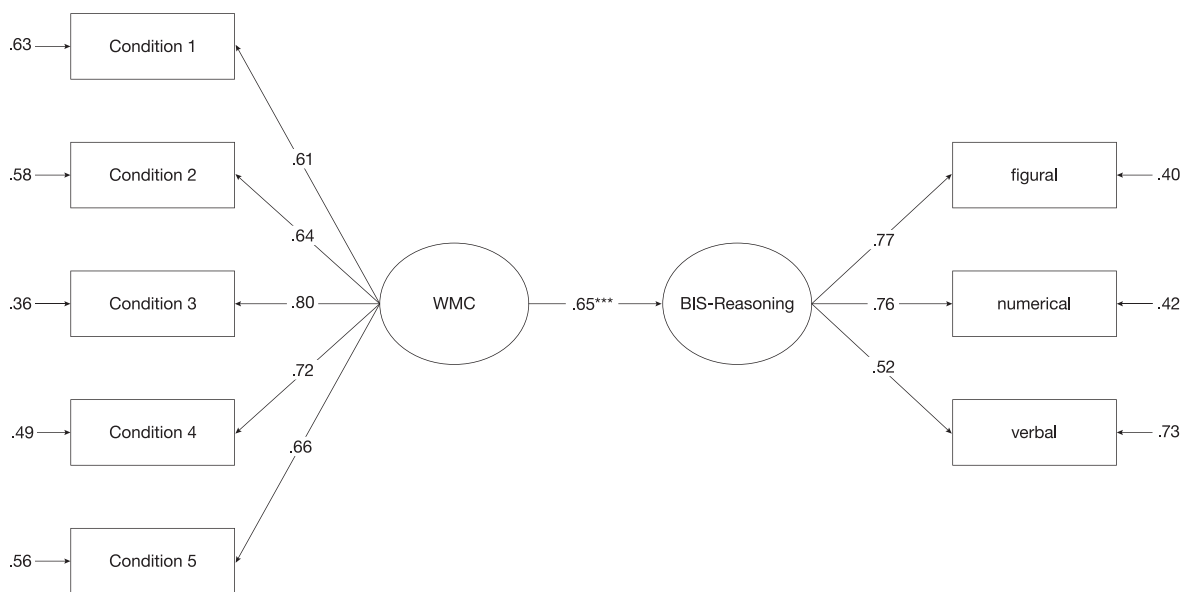 .63
Condition 1
.61
.58
Condition 2
.64
.36
Condition 3
.80
WMC
.65***
BIS-Reasoning
.49
Condition 4
.72
.56
Condition 5
.66
.77
figural
.40
.76
numerical
.42
.52
verbal
.73